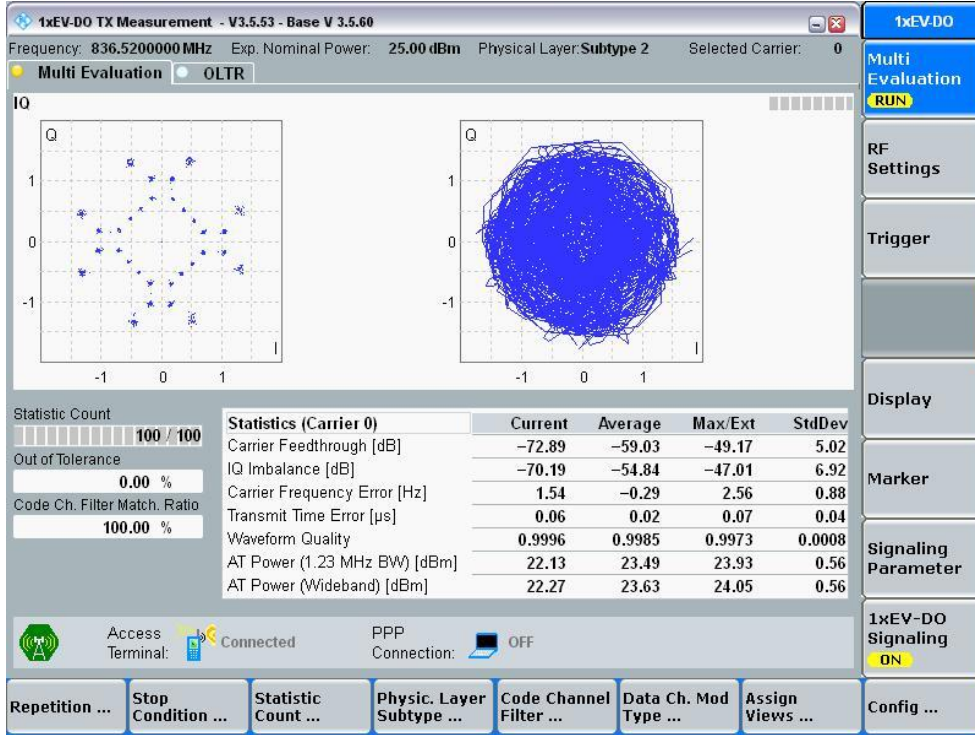 1xEV-DO TX Measurement - V3.5.53 - Base V 3.5.60
1xEV-DO
Frequency: 836.5200000 MHz Exp. Nominal Power: 25.00 dBm Physical Layer: Subtype 2 Selected Carrier: 0
Multi Evaluation OLTR
Multi
Evaluation
RUN
IQ
Q
1
0
-1
I
-1 0 1
Q
1
0
-1
I
-1 0 1
RF
Settings
Trigger
Display
Marker
Signaling
Parameter
1xEV-DO
Signaling
ON
Statistic Count
100 / 100
Out of Tolerance
0.00 %
Code Ch. Filter Match. Ratio
100.00 %
Statistics (Carrier 0) Current Average Max/Ext StdDev
Carrier Feedthrough [dB] −72.89 −59.03 −49.17 5.02
IQ Imbalance [dB] −70.19 −54.84 −47.01 6.92
Carrier Frequency Error [Hz] 1.54 −0.29 2.56 0.88
Transmit Time Error [µs] 0.06 0.02 0.07 0.04
Waveform Quality 0.9996 0.9985 0.9973 0.0008
AT Power (1.23 MHz BW) [dBm] 22.13 23.49 23.93 0.56
AT Power (Wideband) [dBm] 22.27 23.63 24.05 0.56
Access
Terminal: Connected
PPP
Connection: OFF
Repetition ...
Stop
Condition ...
Statistic
Count ...
Physic. Layer
Subtype ...
Code Channel
Filter ...
Data Ch. Mod
Type ...
Assign
Views ...
Config ...